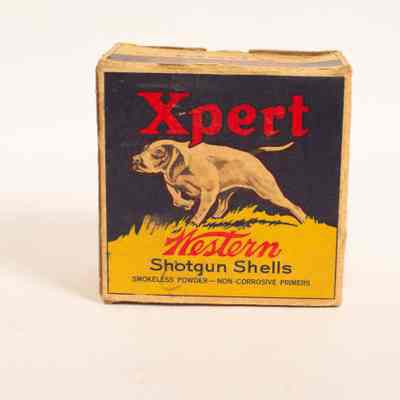 Xpert
Western
Shotgun Shells
SMOKELESS POWDER — NON-CORROSIVE PRIMERS